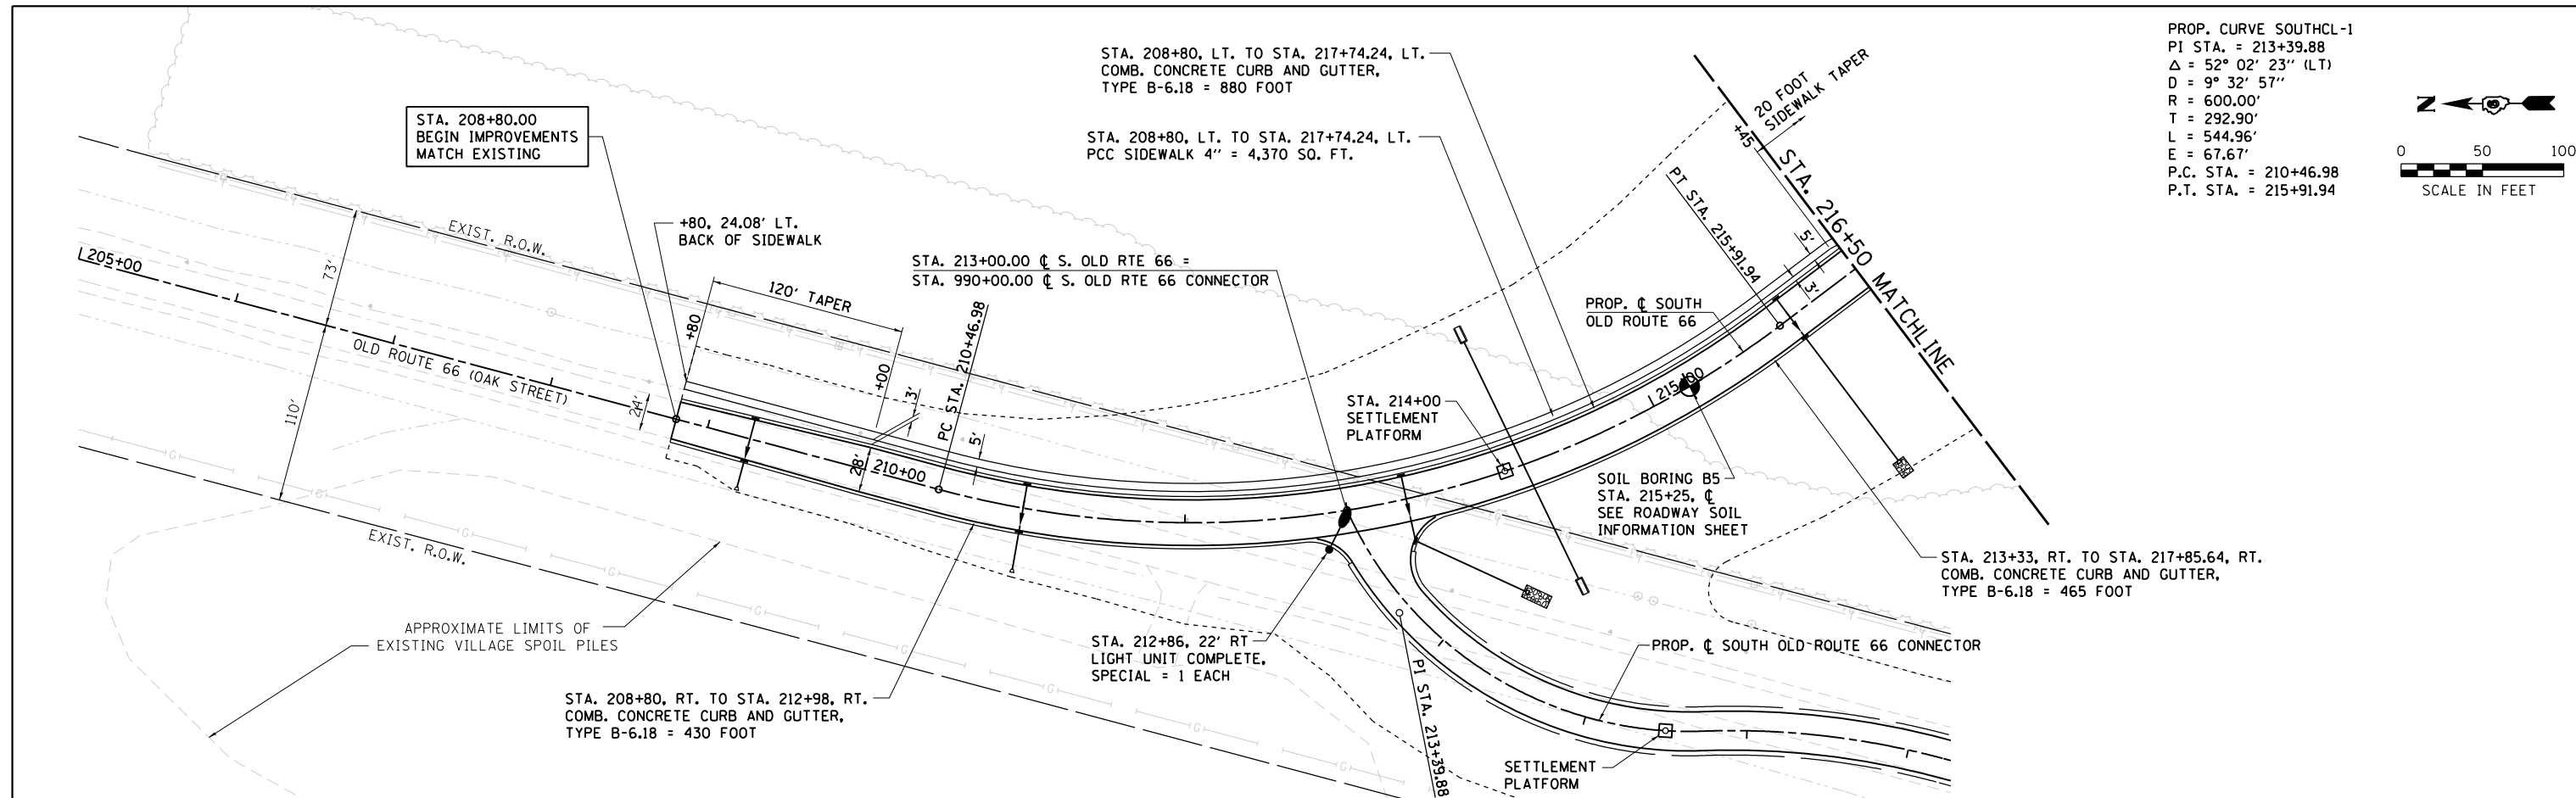 PROP. CURVE SOUTHCL-1
PI STA. = 213+39.88
Δ = 52° 02' 23'' (LT)
D = 9° 32' 57''
R = 600.00'
T = 292.90'
L = 544.96'
E = 67.67'
P.C. STA. = 210+46.98
P.T. STA. = 215+91.94
N
0 50 100
SCALE IN FEET
STA. 208+80, LT. TO STA. 217+74.24, LT.
COMB. CONCRETE CURB AND GUTTER,
TYPE B-6.18 = 880 FOOT
STA. 208+80, LT. TO STA. 217+74.24, LT.
PCC SIDEWALK 4'' = 4,370 SQ. FT.
20 FOOT
SIDEWALK TAPER
+45
STA. 216+50 MATCHLINE
STA. 208+80.00
BEGIN IMPROVEMENTS
MATCH EXISTING
+80, 24.08' LT.
BACK OF SIDEWALK
EXIST. R.O.W.
205+00
73'
110'
OLD ROUTE 66 (OAK STREET)
24'
+80
120' TAPER
+00
3'
5'
28'
210+00
PC STA. 210+46.98
STA. 213+00.00 ℄ S. OLD RTE 66 =
STA. 990+00.00 ℄ S. OLD RTE 66 CONNECTOR
PI STA. 215+91.94
5'
3'
PROP. ℄ SOUTH
OLD ROUTE 66
215+00
STA. 214+00
SETTLEMENT
PLATFORM
SOIL BORING B5
STA. 215+25, ℄
SEE ROADWAY SOIL
INFORMATION SHEET
STA. 213+33, RT. TO STA. 217+85.64, RT.
COMB. CONCRETE CURB AND GUTTER,
TYPE B-6.18 = 465 FOOT
EXIST. R.O.W.
G
G
G
G
G
G
G
G
G
APPROXIMATE LIMITS OF
EXISTING VILLAGE SPOIL PILES
STA. 208+80, RT. TO STA. 212+98, RT.
COMB. CONCRETE CURB AND GUTTER,
TYPE B-6.18 = 430 FOOT
STA. 212+86, 22' RT
LIGHT UNIT COMPLETE,
SPECIAL = 1 EACH
PROP. ℄ SOUTH OLD ROUTE 66 CONNECTOR
PI STA. 213+39.88
SETTLEMENT
PLATFORM